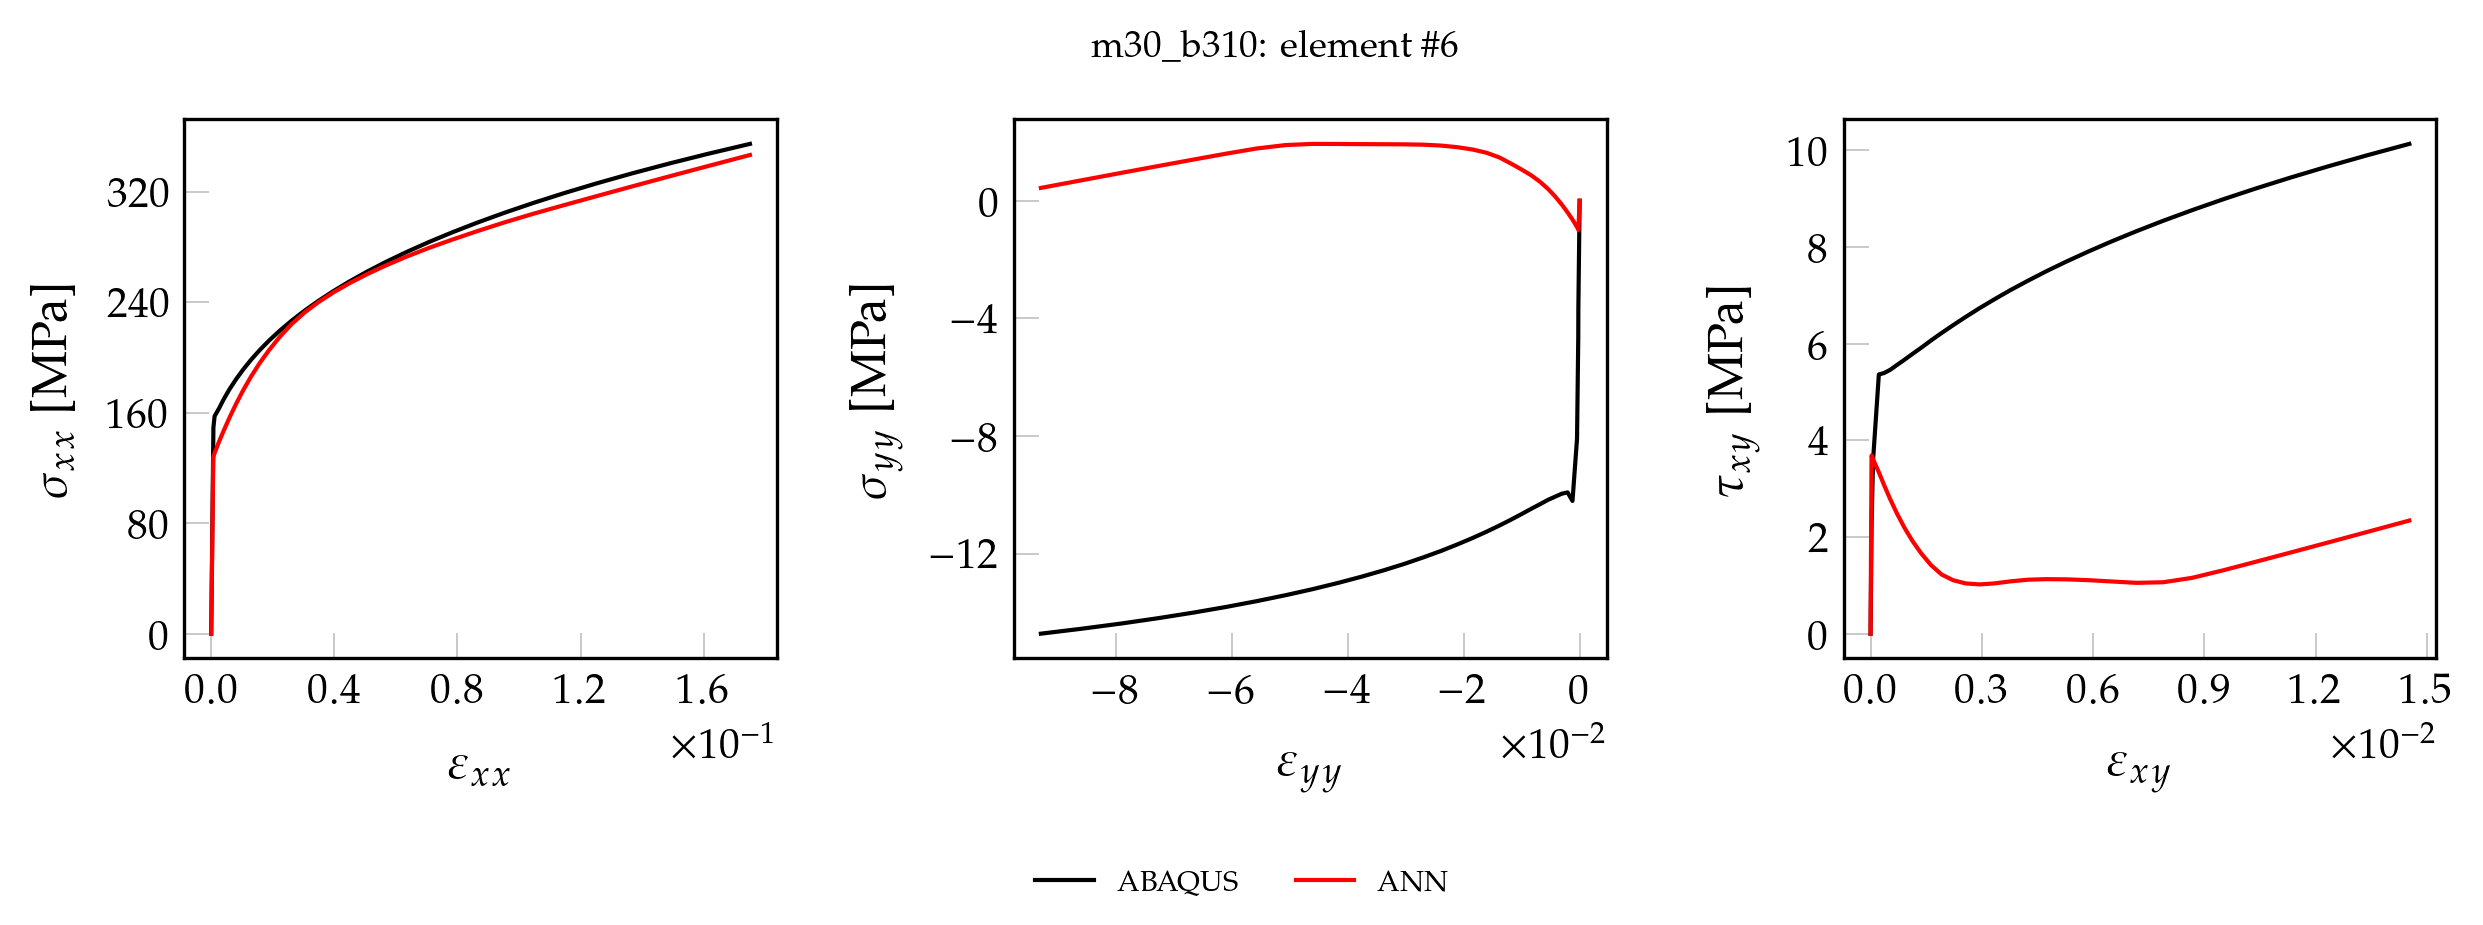 m30_b310: element #6
σxx [MPa]
320
240
160
80
0
0.0 0.4 0.8 1.2 1.6
×10⁻¹
εxx
σyy [MPa]
0
−4
−8
−12
−8 −6 −4 −2 0
×10⁻²
εyy
τxy [MPa]
10
8
6
4
2
0
0.0 0.3 0.6 0.9 1.2 1.5
×10⁻²
εxy
ABAQUS ANN